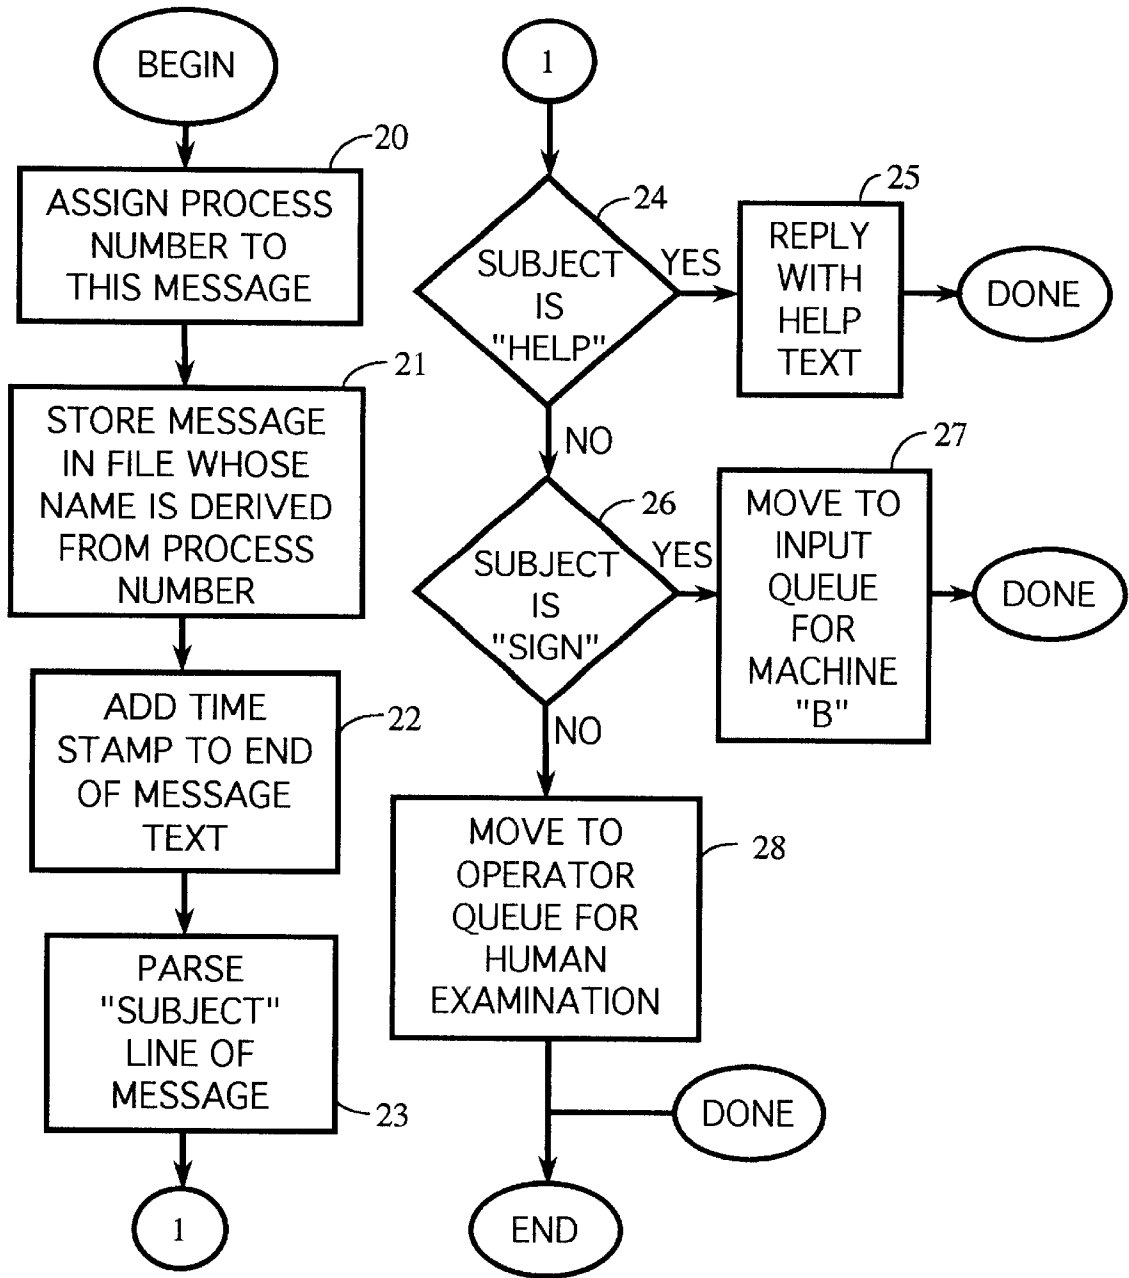 BEGIN
20
ASSIGN PROCESS
NUMBER TO
THIS MESSAGE
21
STORE MESSAGE
IN FILE WHOSE
NAME IS DERIVED
FROM PROCESS
NUMBER
22
ADD TIME
STAMP TO END
OF MESSAGE
TEXT
PARSE
"SUBJECT"
LINE OF
MESSAGE
23
1
1
24
SUBJECT
IS
"HELP"
YES
25
REPLY
WITH
HELP
TEXT
DONE
NO
26
SUBJECT
IS
"SIGN"
YES
27
MOVE TO
INPUT
QUEUE
FOR
MACHINE
"B"
DONE
NO
MOVE TO
OPERATOR
QUEUE FOR
HUMAN
EXAMINATION
28
DONE
END